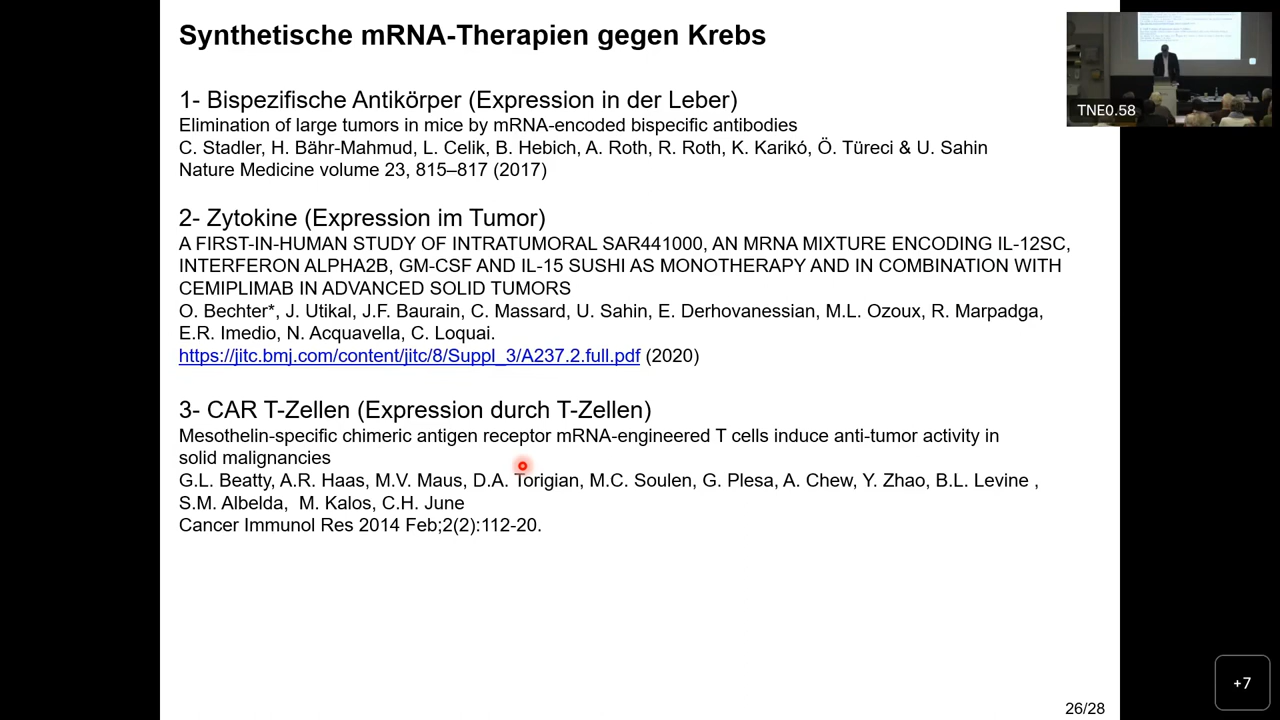 Synthetische mRNA-Therapien gegen Krebs
1- Bispezifische Antikörper (Expression in der Leber)
Elimination of large tumors in mice by mRNA-encoded bispecific antibodies
C. Stadler, H. Bähr-Mahmud, L. Celik, B. Hebich, A. Roth, R. Roth, K. Karikó, Ö. Türeci & U. Sahin
Nature Medicine volume 23, 815–817 (2017)
2- Zytokine (Expression im Tumor)
A FIRST-IN-HUMAN STUDY OF INTRATUMORAL SAR441000, AN MRNA MIXTURE ENCODING IL-12SC,
INTERFERON ALPHA2B, GM-CSF AND IL-15 SUSHI AS MONOTHERAPY AND IN COMBINATION WITH
CEMIPLIMAB IN ADVANCED SOLID TUMORS
O. Bechter*, J. Utikal, J.F. Baurain, C. Massard, U. Sahin, E. Derhovanessian, M.L. Ozoux, R. Marpadga,
E.R. Imedio, N. Acquavella, C. Loquai.
https://jitc.bmj.com/content/jitc/8/Suppl_3/A237.2.full.pdf (2020)
3- CAR T-Zellen (Expression durch T-Zellen)
Mesothelin-specific chimeric antigen receptor mRNA-engineered T cells induce anti-tumor activity in
solid malignancies
G.L. Beatty, A.R. Haas, M.V. Maus, D.A. Torigian, M.C. Soulen, G. Plesa, A. Chew, Y. Zhao, B.L. Levine ,
S.M. Albelda,  M. Kalos, C.H. June
Cancer Immunol Res 2014 Feb;2(2):112-20.
26/28
TNE0.58
+7